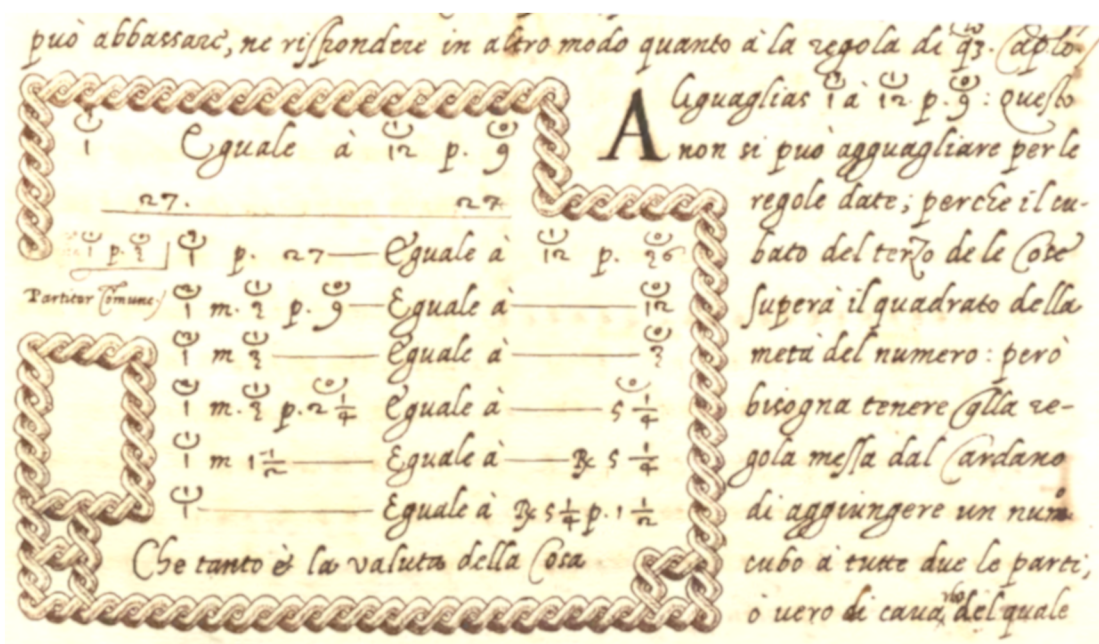 può abbassare, ne rispondere in altro modo quanto à la regola di q3. Caplo
1 Eguale à 12 p. 9
27. 27
1 p. 3 1 p. 27 Eguale à 12 p. 36
Partitor Comune
1 m. 3 p. 9 Eguale à 12
1 m 3 Eguale à 3
1 m. 3 p. 2 1/4 Eguale à 5 1/4
1 m 1 1/2 Eguale à ℞ 5 1/4
1 Eguale à ℞ 5 1/4 p. 1 1/2
Che tanto è la valuta della Cosa
Agguaglias 1 à 12 p. 9 : Questo
non si può agguagliare per le
regole date; perche il cu-
bato del terzo de le Cose
supera il quadrato della
metà del numero: però
bisogna tenere quella re-
gola messa dal Cardano
di aggiungere un num.o
cubo à tutte due le parti;
ò vero di cavar del quale